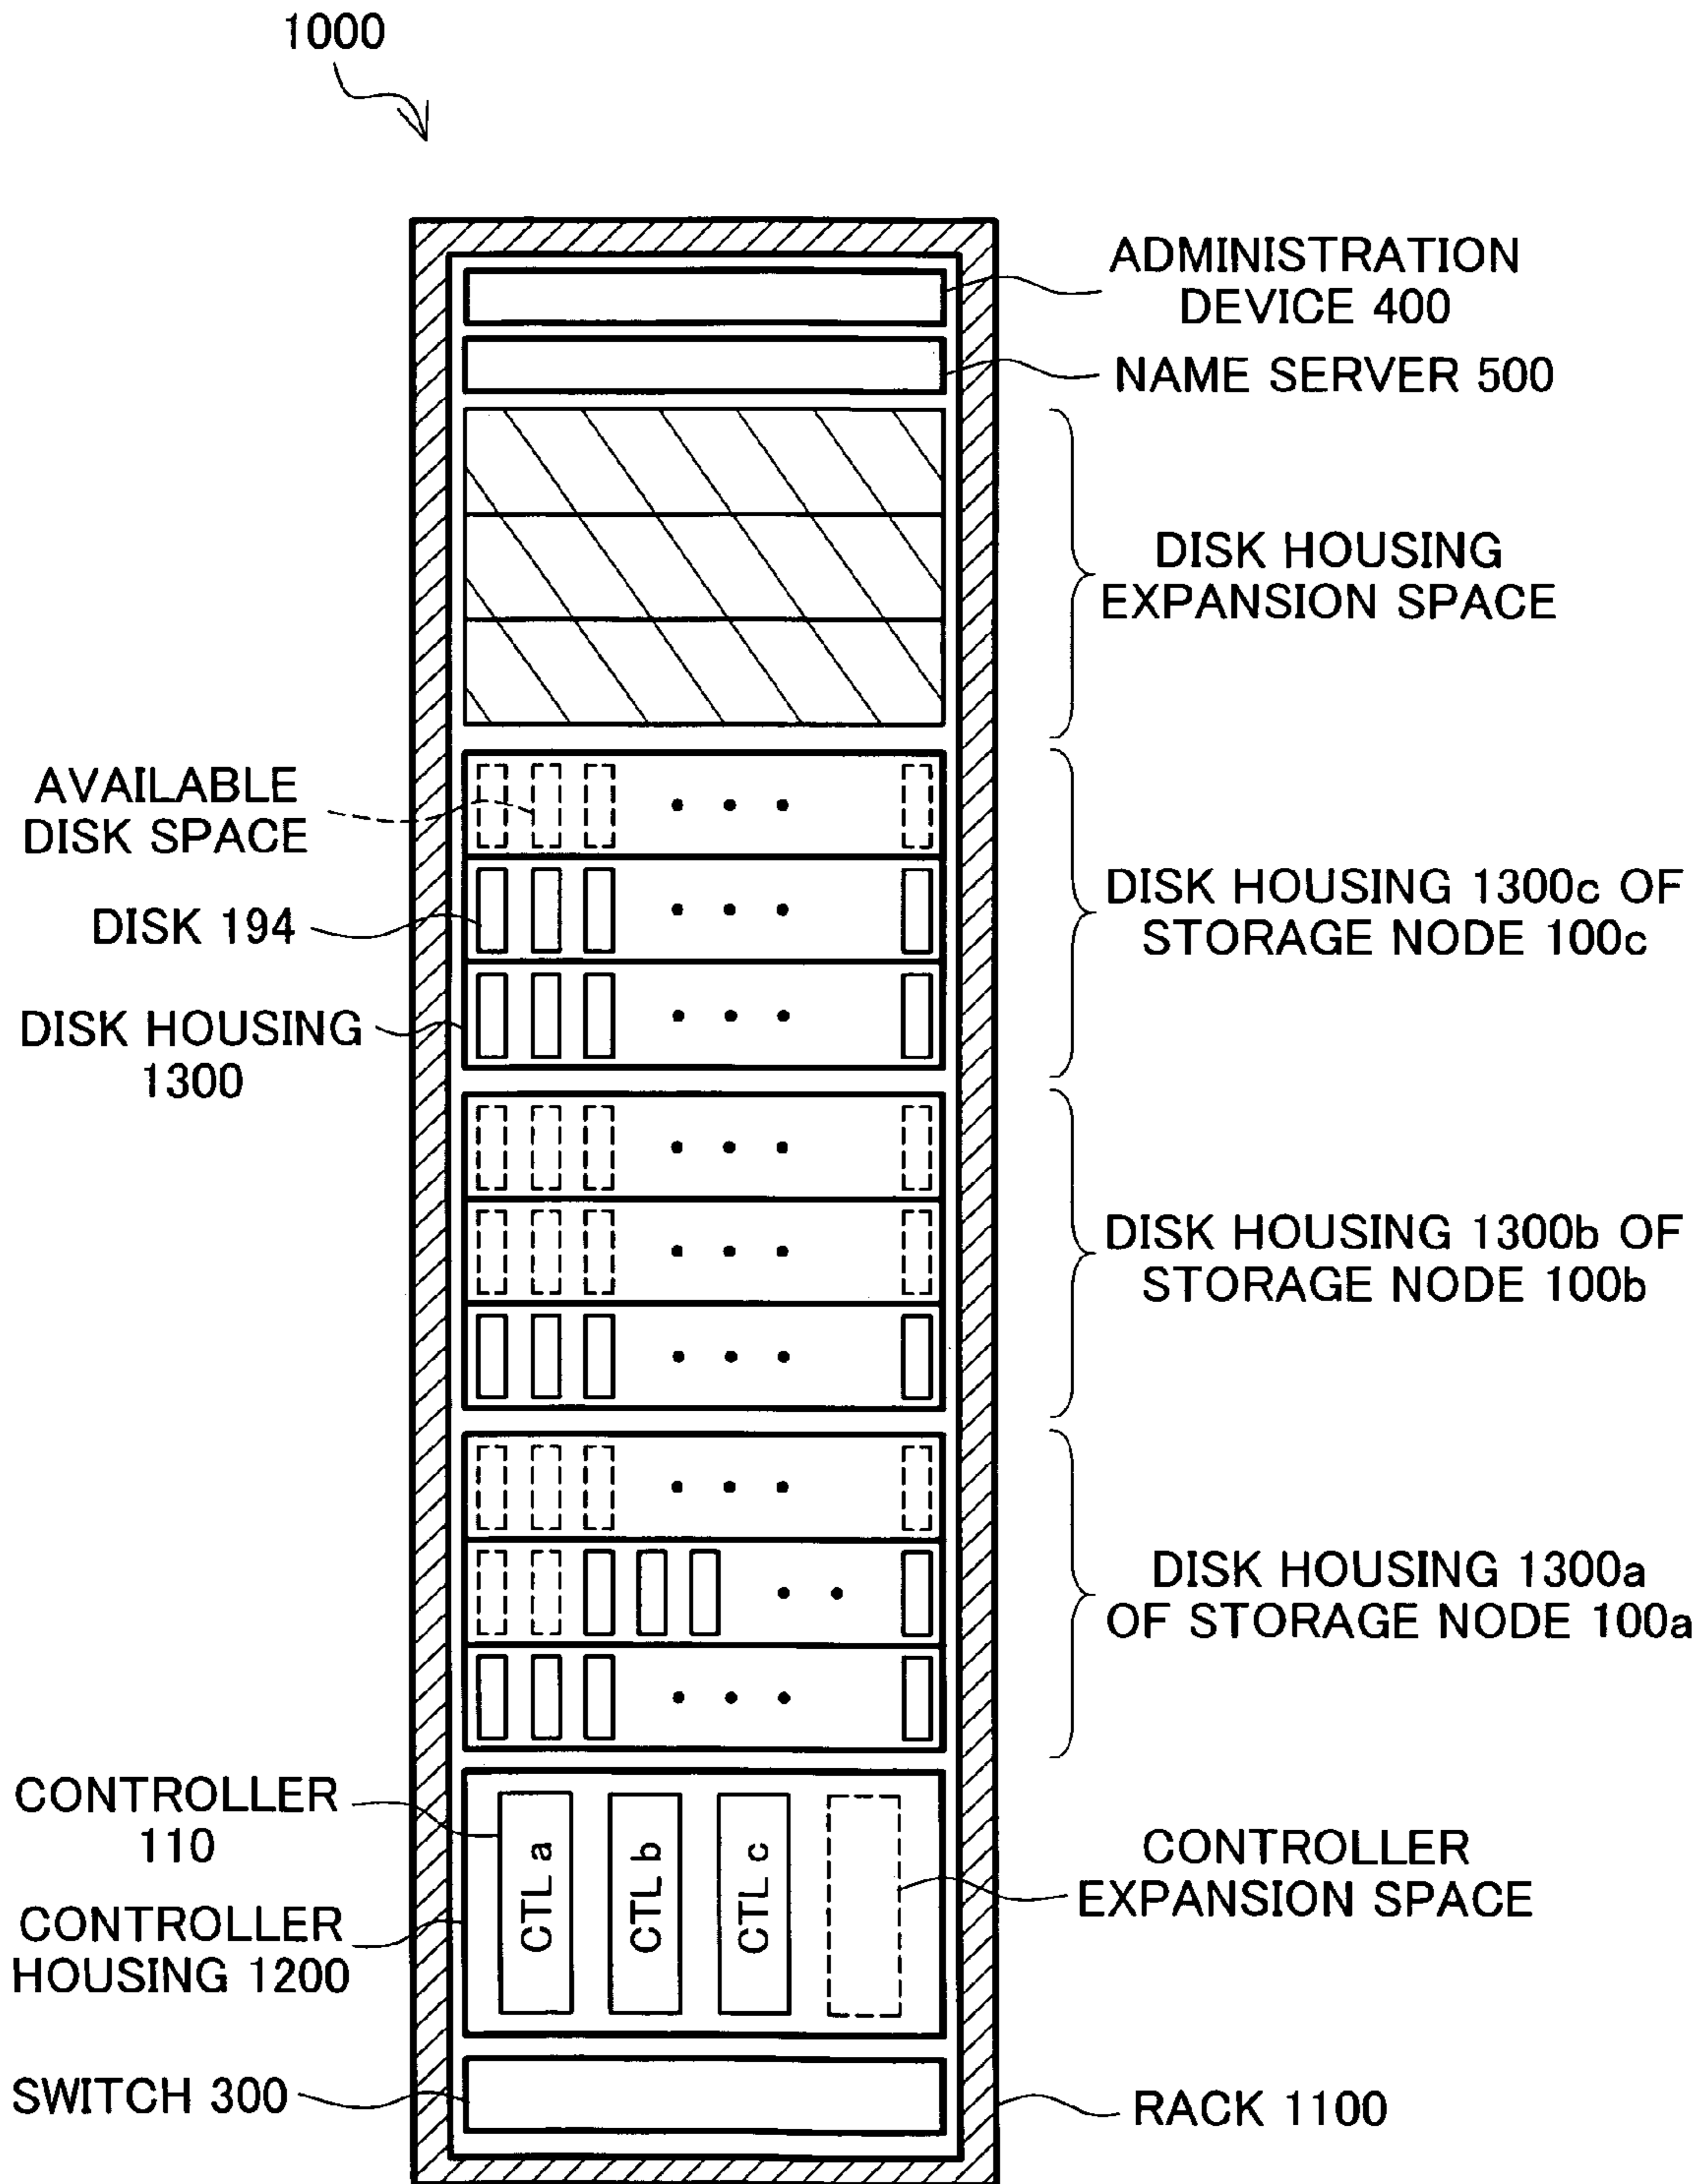 1000
ADMINISTRATION
DEVICE 400
NAME SERVER 500
DISK HOUSING
EXPANSION SPACE
AVAILABLE
DISK SPACE
DISK 194
DISK HOUSING
1300
DISK HOUSING 1300c OF
STORAGE NODE 100c
DISK HOUSING 1300b OF
STORAGE NODE 100b
DISK HOUSING 1300a
OF STORAGE NODE 100a
CONTROLLER
110
CONTROLLER
HOUSING 1200
CTL a
CTL b
CTL c
CONTROLLER
EXPANSION SPACE
SWITCH 300
RACK 1100